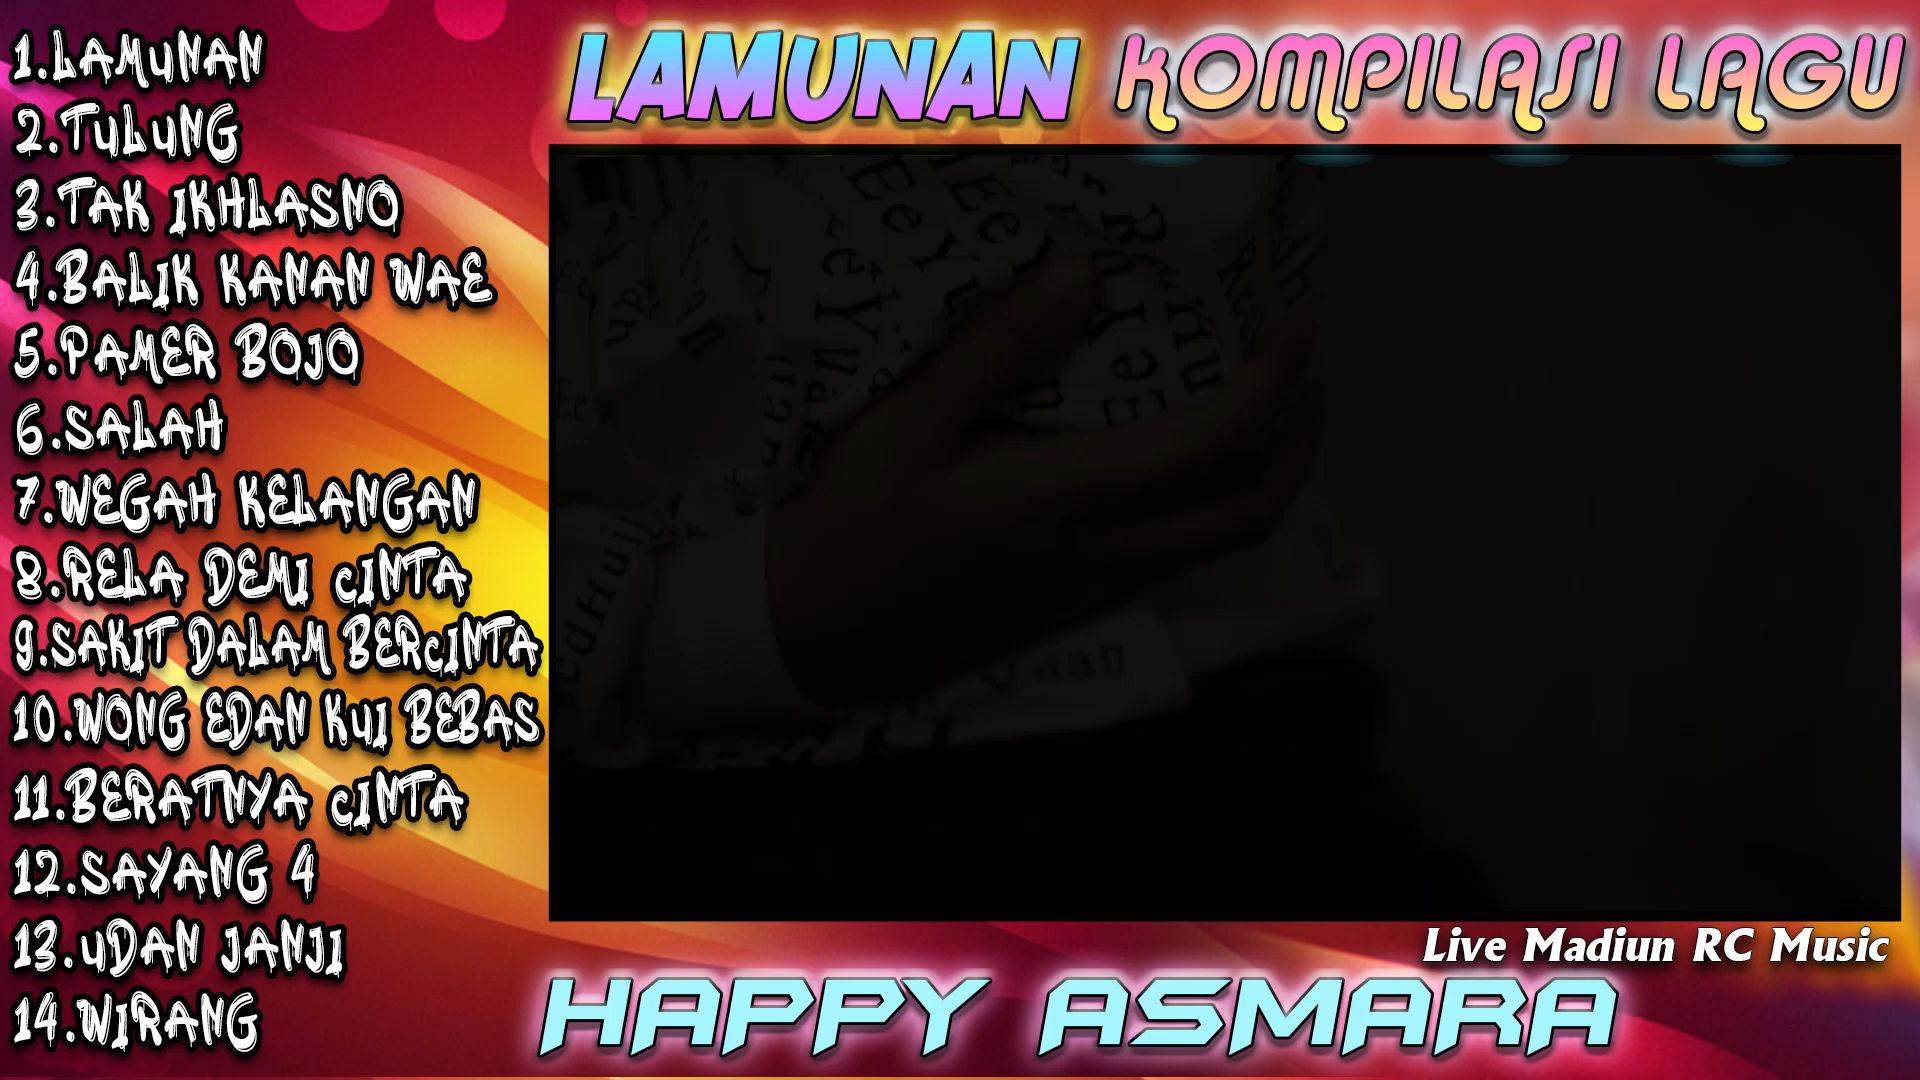 LAMUNAN KOMPILASI LAGU
1.LAMUNAN
2.TULUNG
3.TAK IKHLASNO
4.BALIK KANAN WAE
5.PAMER BOJO
6.SALAH
7.WEGAH KELANGAN
8.RELA DEMI CINTA
9.SAKIT DALAM BERCINTA
10.WONG EDAN KUI BEBAS
11.BERATNYA CINTA
12.SAYANG 4
13.UDAN JANJI
14.WIRANG
Live Madiun RC Music
HAPPY ASMARA